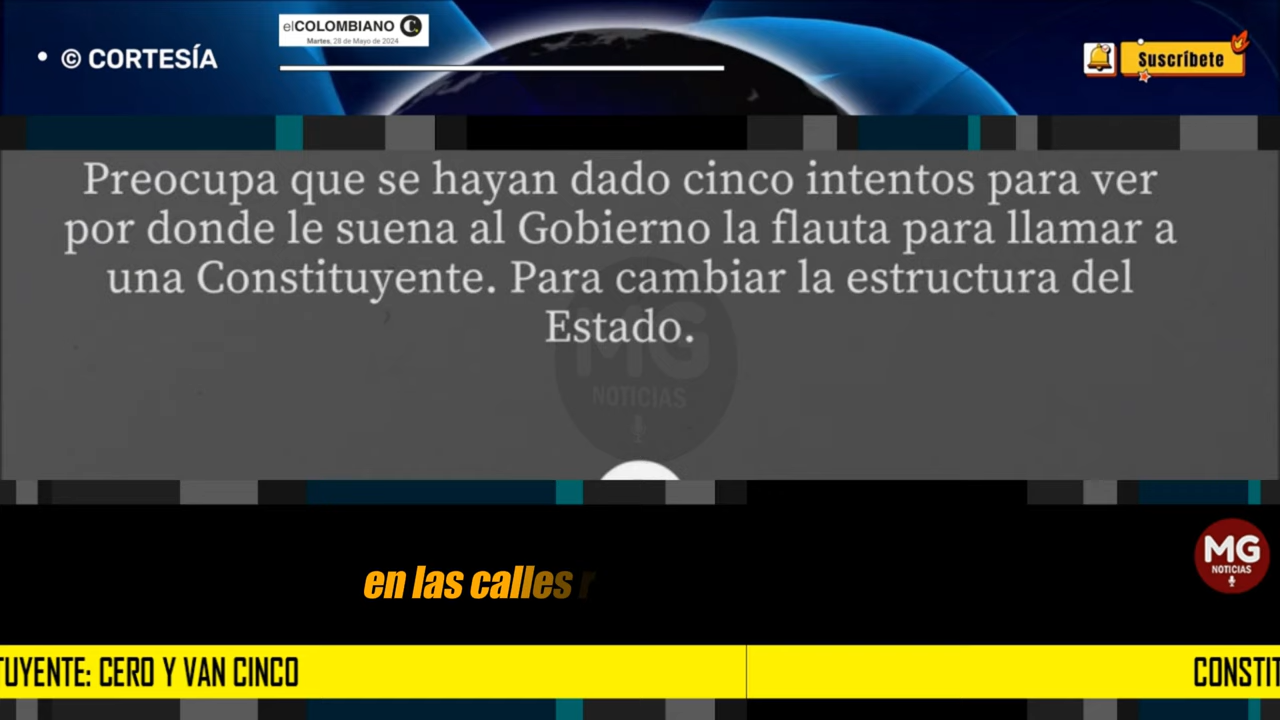 • © CORTESÍA
elCOLOMBIANO
Martes, 28 de Mayo de 2024
Suscríbete
Preocupa que se hayan dado cinco intentos para ver
por donde le suena al Gobierno la flauta para llamar a
una Constituyente. Para cambiar la estructura del
Estado.
MG
NOTICIAS
en las calles
MG
NOTICIAS
TUYENTE: CERO Y VAN CINCO
CONSTIT